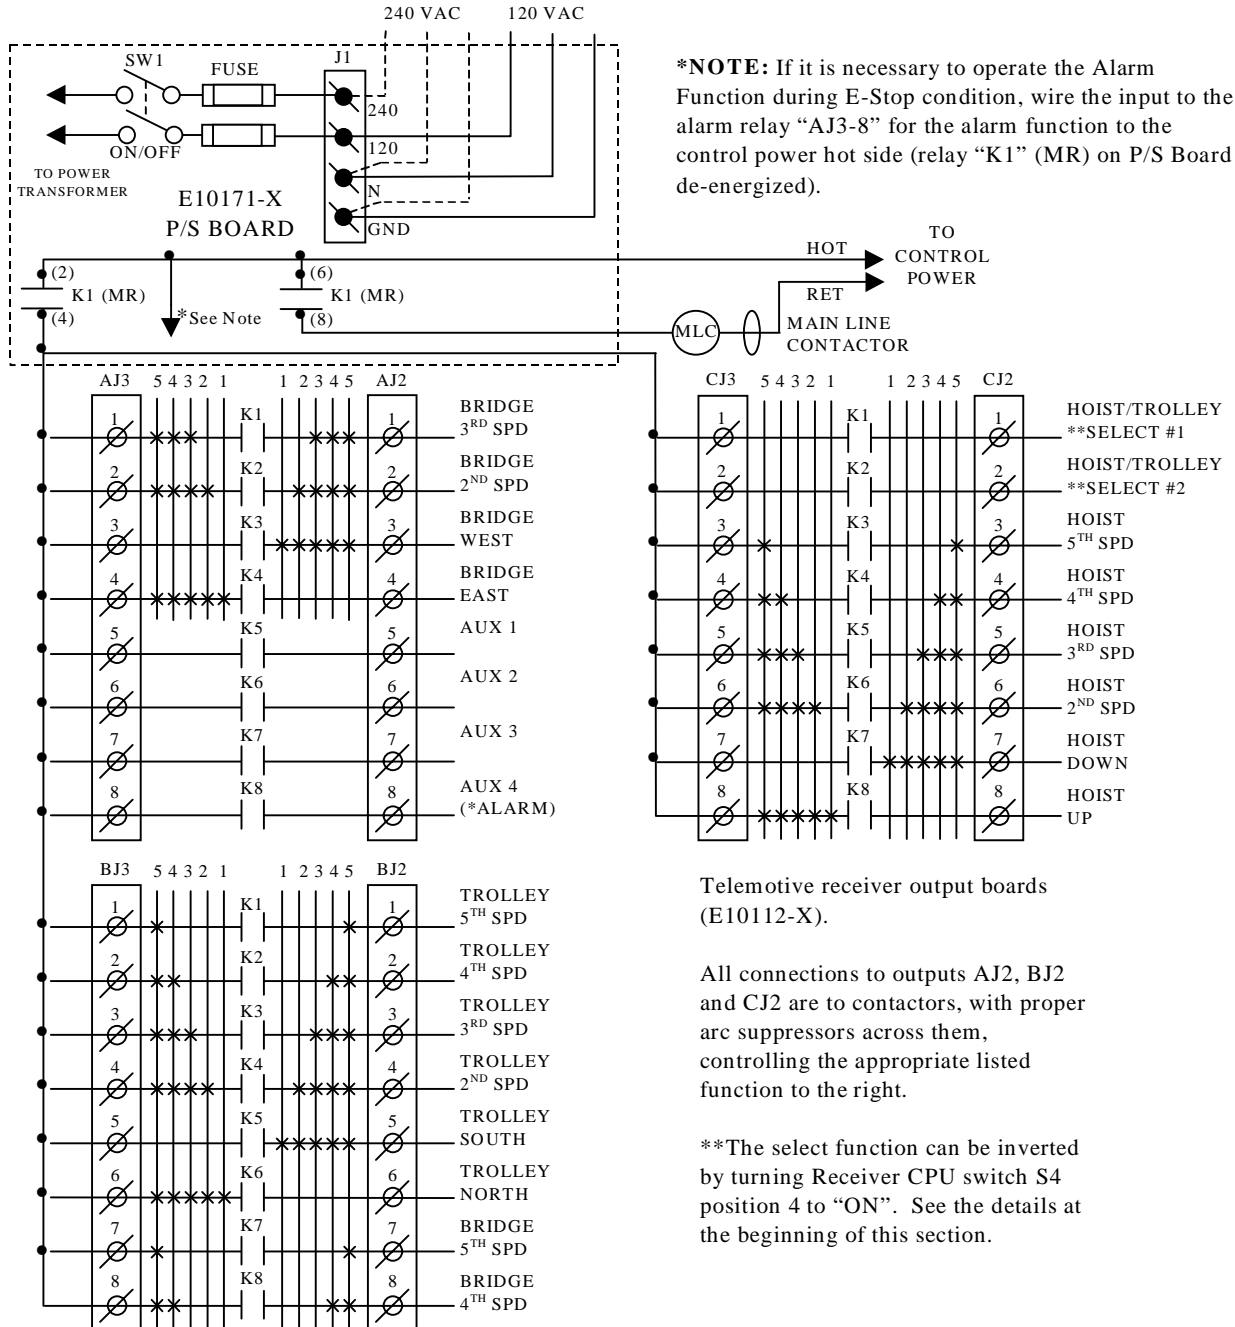 240 VAC 120 VAC
SW1
FUSE
J1
240
120
N
GND
ON/OFF
TO POWER
TRANSFORMER
E10171-X
P/S BOARD
*NOTE: If it is necessary to operate the Alarm
Function during E-Stop condition, wire the input to the
alarm relay “AJ3-8” for the alarm function to the
control power hot side (relay “K1” (MR) on P/S Board
de-energized).
HOT
RET
TO
CONTROL
POWER
(2)
K1 (MR)
(4)
*See Note
(6)
K1 (MR)
(8)
MLC
MAIN LINE
CONTACTOR
AJ3 5 4 3 2 1 1 2 3 4 5 AJ2
1 K1 1 BRIDGE
3RD SPD
2 K2 2 BRIDGE
2ND SPD
3 K3 3 BRIDGE
WEST
4 K4 4 BRIDGE
EAST
5 K5 5 AUX 1
6 K6 6 AUX 2
7 K7 7 AUX 3
8 K8 8 AUX 4
(*ALARM)
CJ3 5 4 3 2 1 1 2 3 4 5 CJ2
1 K1 1 HOIST/TROLLEY
**SELECT #1
2 K2 2 HOIST/TROLLEY
**SELECT #2
3 K3 3 HOIST
5TH SPD
4 K4 4 HOIST
4TH SPD
5 K5 5 HOIST
3RD SPD
6 K6 6 HOIST
2ND SPD
7 K7 7 HOIST
DOWN
8 K8 8 HOIST
UP
BJ3 5 4 3 2 1 1 2 3 4 5 BJ2
1 K1 1 TROLLEY
5TH SPD
2 K2 2 TROLLEY
4TH SPD
3 K3 3 TROLLEY
3RD SPD
4 K4 4 TROLLEY
2ND SPD
5 K5 5 TROLLEY
SOUTH
6 K6 6 TROLLEY
NORTH
7 K7 7 BRIDGE
5TH SPD
8 K8 8 BRIDGE
4TH SPD
Telemotive receiver output boards
(E10112-X).
All connections to outputs AJ2, BJ2
and CJ2 are to contactors, with proper
arc suppressors across them,
controlling the appropriate listed
function to the right.
**The select function can be inverted
by turning Receiver CPU switch S4
position 4 to “ON”. See the details at
the beginning of this section.